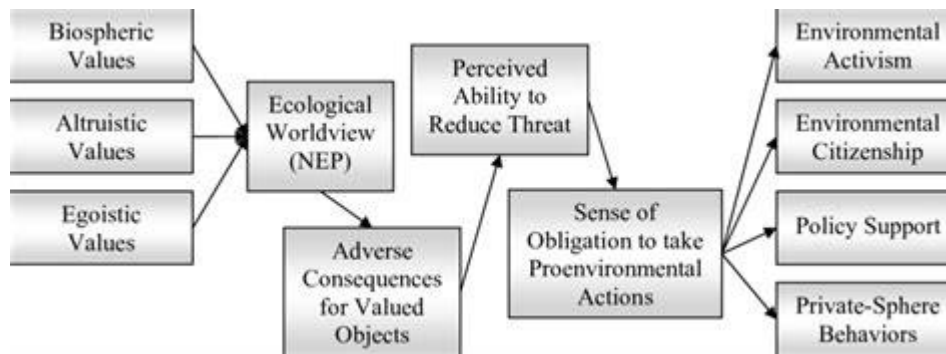 Biospheric
Values
Altruistic
Values
Egoistic
Values
Ecological
Worldview
(NEP)
Adverse
Consequences
for Valued
Objects
Perceived
Ability to
Reduce Threat
Sense of
Obligation to take
Proenvironmental
Actions
Environmental
Activism
Environmental
Citizenship
Policy Support
Private-Sphere
Behaviors